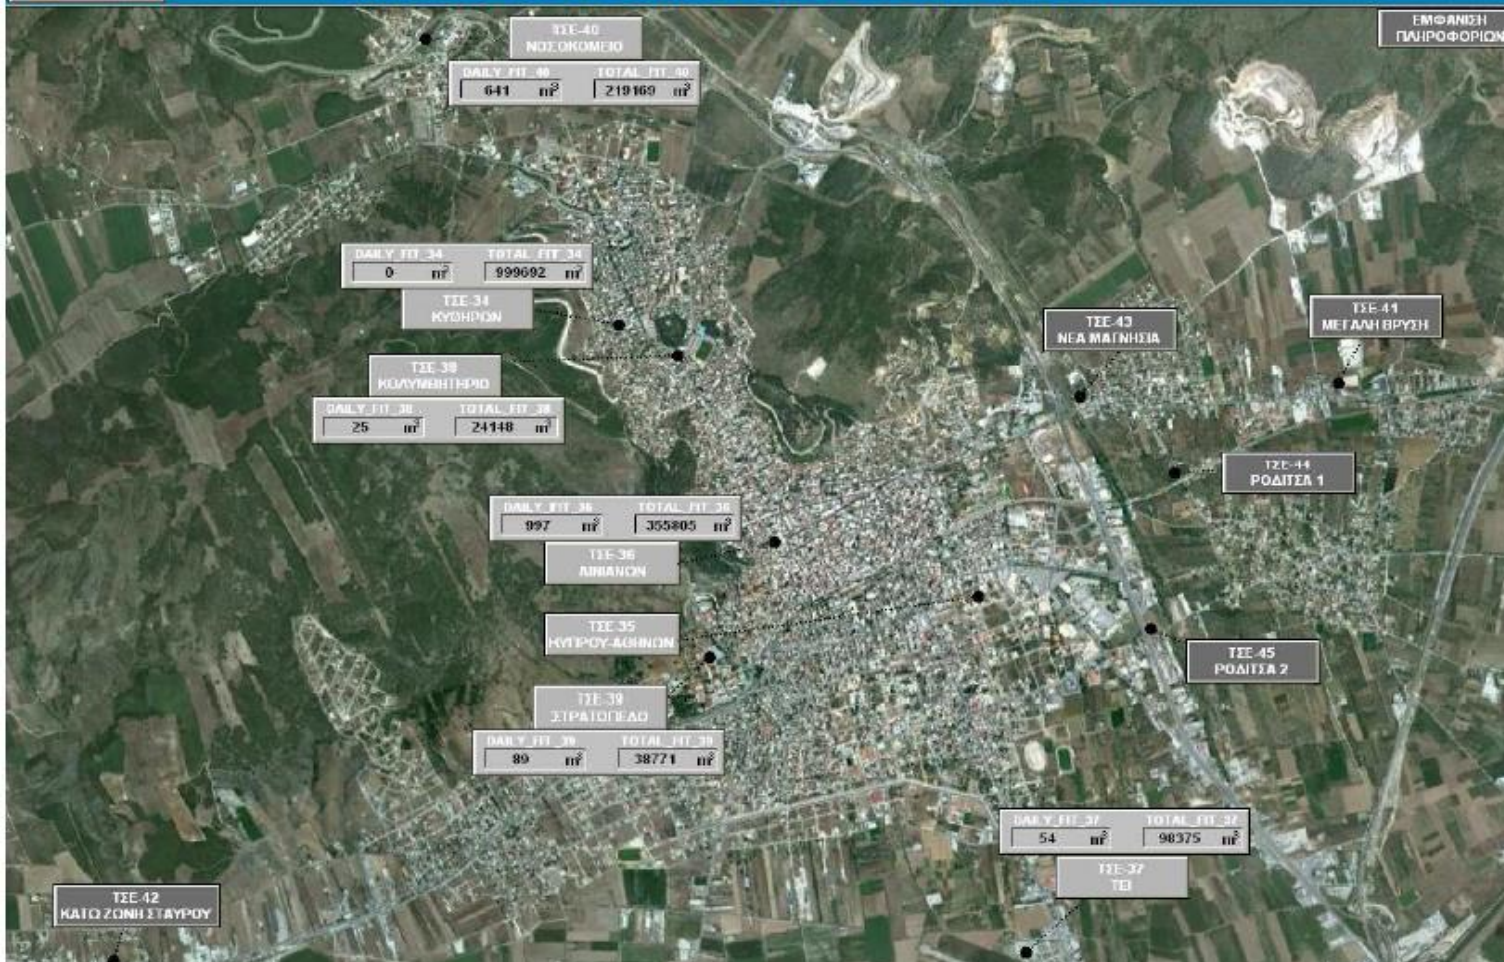 ΤΣΕ-40
ΝΟΣΟΚΟΜΕΙΟ
ΕΜΦΑΝΙΣΗ
ΠΛΗΡΟΦΟΡΙΩΝ
DAILY_FIT_40 TOTAL_FIT_40
641 m³ 219169 m³
DAILY_FIT_34 TOTAL_FIT_34
0 m³ 999692 m³
ΤΣΕ-34
ΚΥΘΗΡΩΝ
ΤΣΕ-43
ΝΕΑ ΜΑΓΝΗΣΙΑ
ΤΣΕ-41
ΜΕΓΑΛΗ ΒΡΥΣΗ
ΤΣΕ-38
ΚΟΛΥΜΒΗΤΗΡΙΟ
DAILY_FIT_38 TOTAL_FIT_38
25 m³ 24148 m³
ΤΣΕ-44
ΡΟΔΙΤΣΑ 1
DAILY_FIT_36 TOTAL_FIT_36
997 m³ 355805 m³
ΤΣΕ-36
ΑΙΝΙΑΝΩΝ
ΤΣΕ-35
ΚΥΠΡΟΥ-ΑΘΗΝΩΝ
ΤΣΕ-45
ΡΟΔΙΤΣΑ 2
ΤΣΕ-39
ΣΤΡΑΤΟΠΕΔΟ
DAILY_FIT_39 TOTAL_FIT_39
89 m³ 38771 m³
DAILY_FIT_37 TOTAL_FIT_37
54 m³ 98375 m³
ΤΣΕ-37
ΤΕΙ
ΤΣΕ-42
ΚΑΤΩ ΖΩΝΗ ΣΤΑΥΡΟΥ